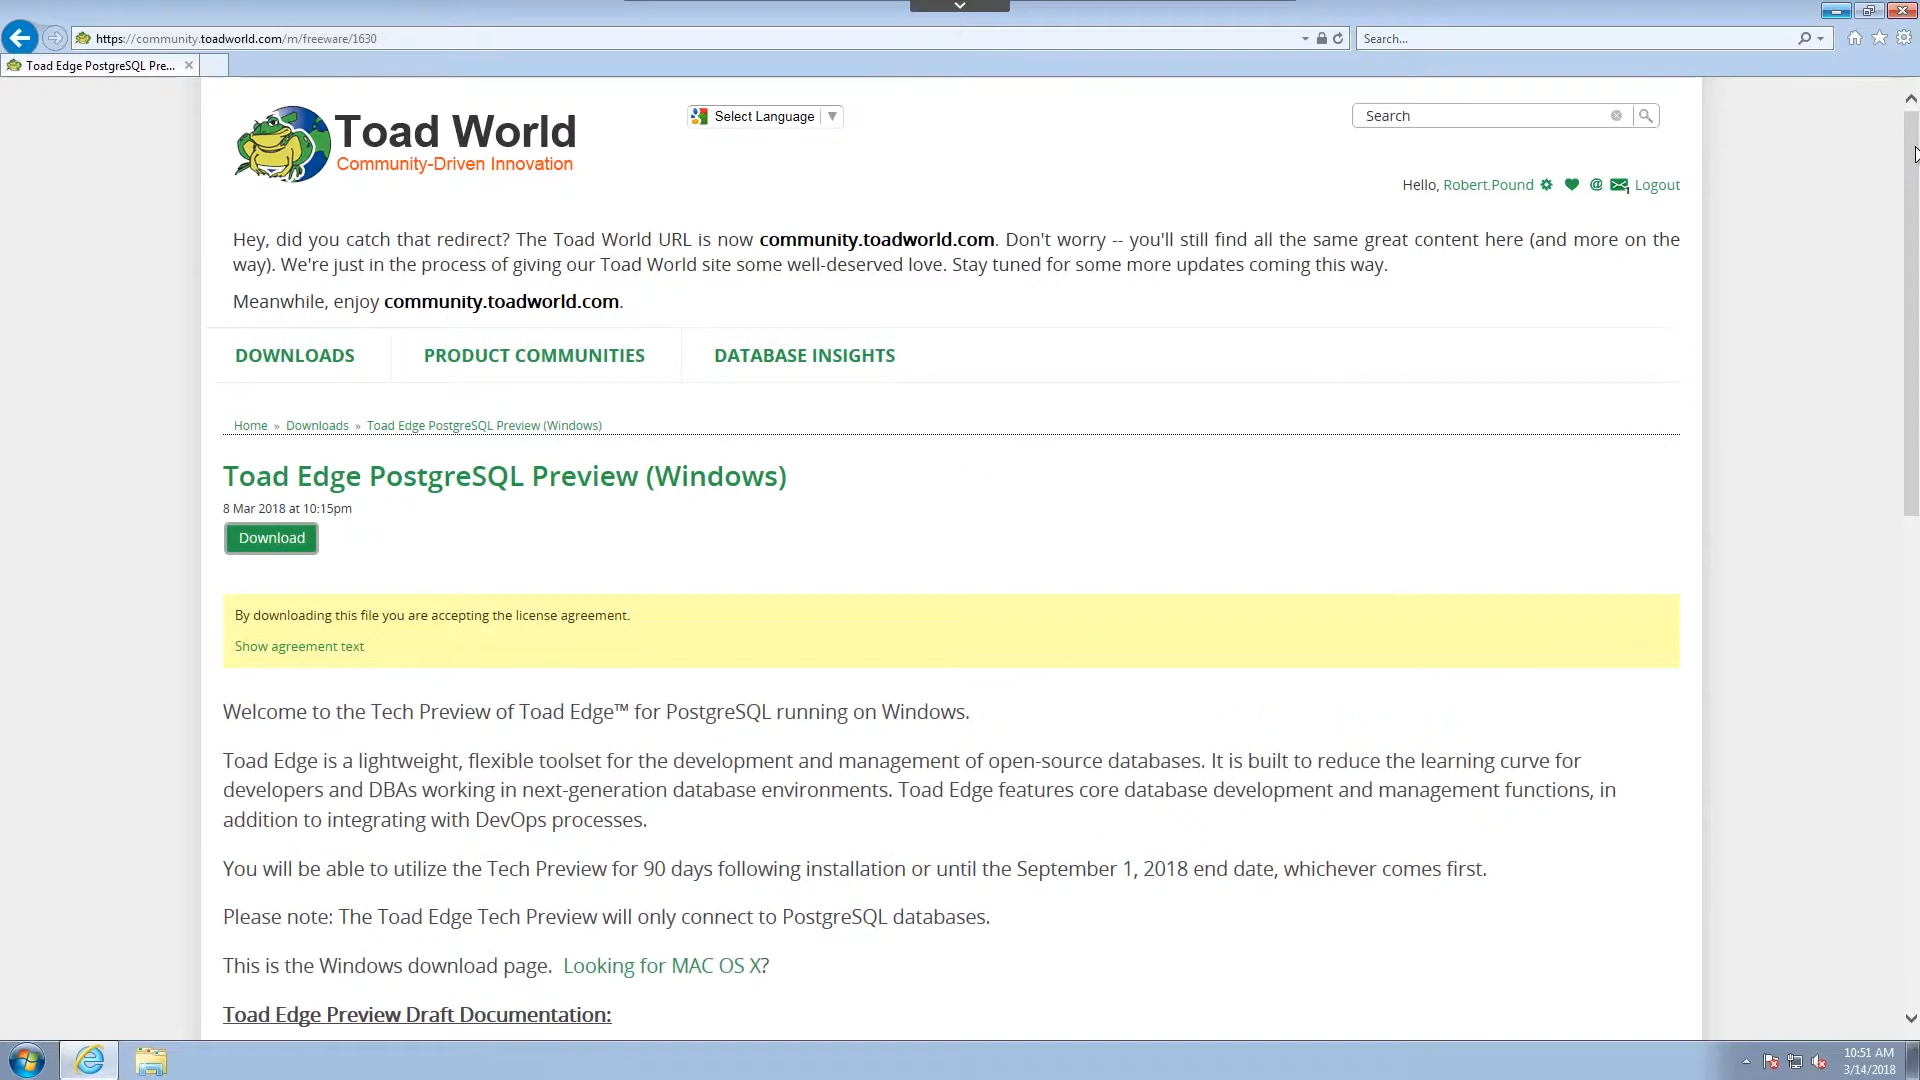 https://community.toadworld.com/m/freeware/1630
Search...
Toad Edge PostgreSQL Pre...
Toad World
Community-Driven Innovation
Select Language
Search
Hello, Robert.Pound @ 1 Logout
Hey, did you catch that redirect? The Toad World URL is now community.toadworld.com. Don't worry -- you'll still find all the same great content here (and more on the
way). We're just in the process of giving our Toad World site some well-deserved love. Stay tuned for some more updates coming this way.
Meanwhile, enjoy community.toadworld.com.
DOWNLOADS PRODUCT COMMUNITIES DATABASE INSIGHTS
Home » Downloads » Toad Edge PostgreSQL Preview (Windows)
Toad Edge PostgreSQL Preview (Windows)
8 Mar 2018 at 10:15pm
Download
By downloading this file you are accepting the license agreement.
Show agreement text
Welcome to the Tech Preview of Toad Edge™ for PostgreSQL running on Windows.
Toad Edge is a lightweight, flexible toolset for the development and management of open-source databases. It is built to reduce the learning curve for
developers and DBAs working in next-generation database environments. Toad Edge features core database development and management functions, in
addition to integrating with DevOps processes.
You will be able to utilize the Tech Preview for 90 days following installation or until the September 1, 2018 end date, whichever comes first.
Please note: The Toad Edge Tech Preview will only connect to PostgreSQL databases.
This is the Windows download page. Looking for MAC OS X?
Toad Edge Preview Draft Documentation:
10:51 AM
3/14/2018